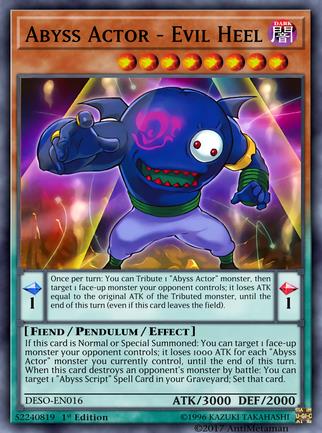 Abyss Actor - Evil Heel
DARK
闇
Once per turn: You can Tribute 1 "Abyss Actor" monster, then
target 1 face-up monster your opponent controls; it loses ATK
equal to the original ATK of the Tributed monster, until the
end of this turn (even if this card leaves the field).
1
1
[Fiend / Pendulum / Effect]
If this card is Normal or Special Summoned: You can target 1 face-up
monster your opponent controls; it loses 1000 ATK for each "Abyss
Actor" monster you currently control, until the end of this turn.
When this card destroys an opponent's monster by battle: You can
target 1 "Abyss Script" Spell Card in your Graveyard; Set that card.
DESO-EN016
ATK/3000 DEF/2000
52240819
1st Edition
©1996 KAZUKI TAKAHASHI
©2017 AntiMetaman